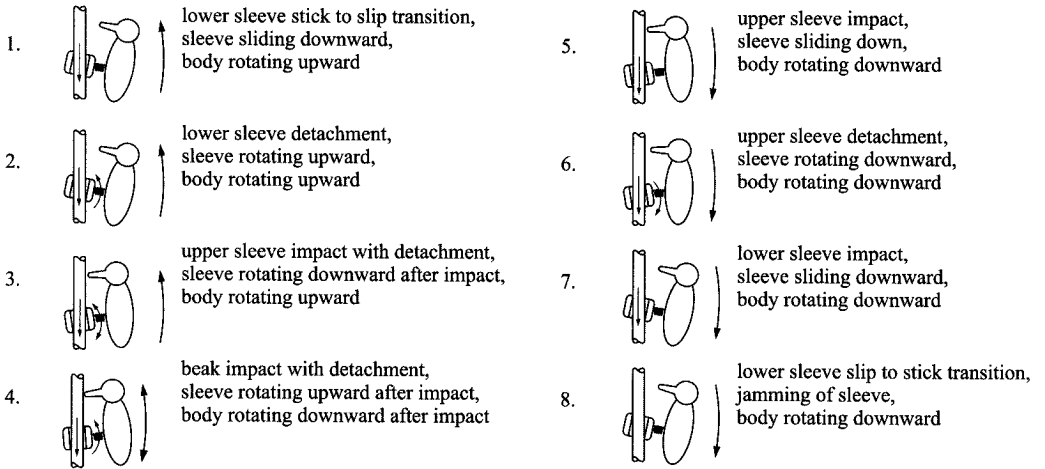 1.
lower sleeve stick to slip transition,
sleeve sliding downward,
body rotating upward
2.
lower sleeve detachment,
sleeve rotating upward,
body rotating upward
3.
upper sleeve impact with detachment,
sleeve rotating downward after impact,
body rotating upward
4.
beak impact with detachment,
sleeve rotating upward after impact,
body rotating downward after impact
5.
upper sleeve impact,
sleeve sliding down,
body rotating downward
6.
upper sleeve detachment,
sleeve rotating downward,
body rotating downward
7.
lower sleeve impact,
sleeve sliding downward,
body rotating downward
8.
lower sleeve slip to stick transition,
jamming of sleeve,
body rotating downward